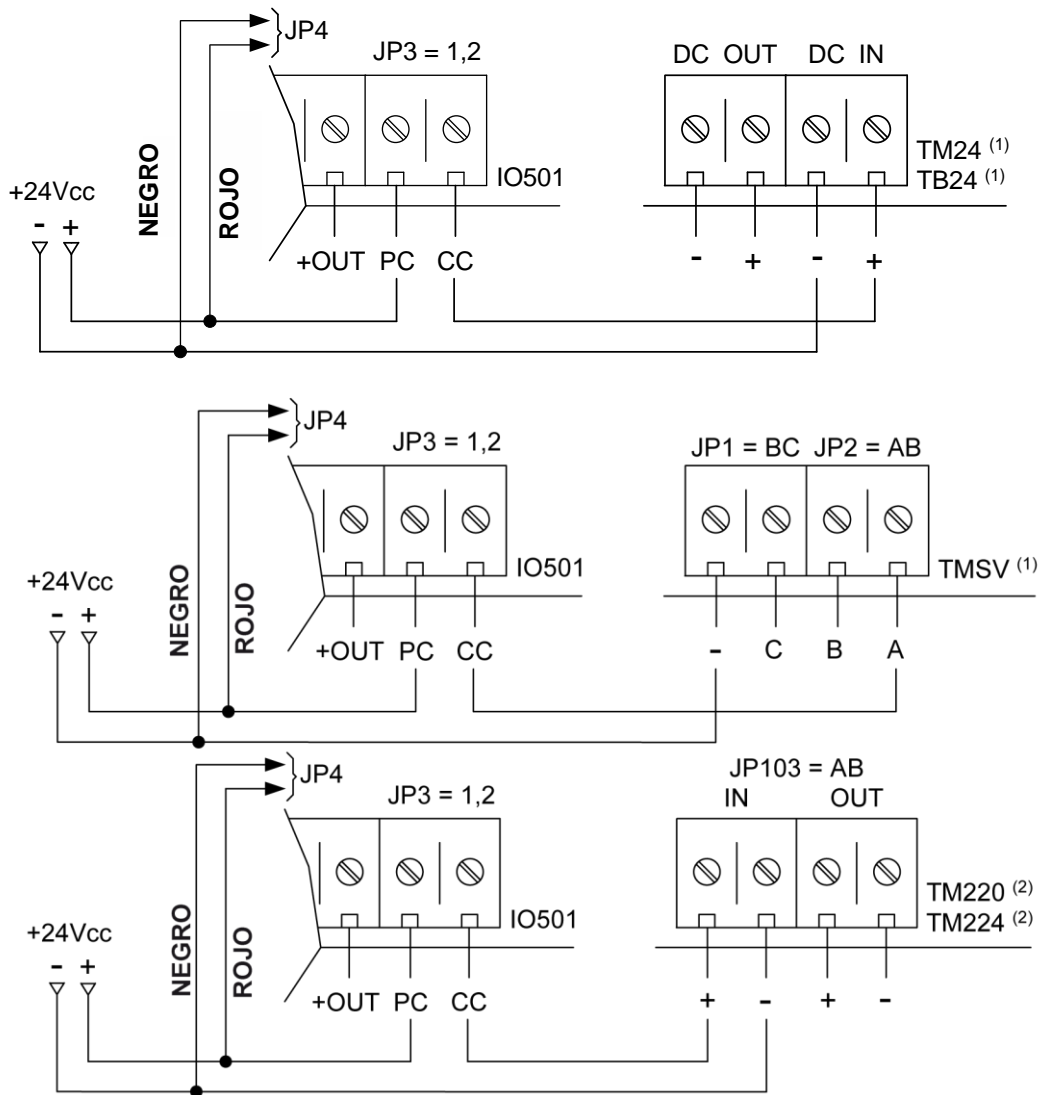 JP4
JP3 = 1,2
DC OUT DC IN
NEGRO
ROJO
TM24 (1)
TB24 (1)
IO501
+24Vcc
- +
+OUT PC CC
- + - +
JP4
JP3 = 1,2
JP1 = BC JP2 = AB
NEGRO
ROJO
IO501
TMSV (1)
+24Vcc
- +
+OUT PC CC
- C B A
JP4
JP3 = 1,2
JP103 = AB
IN OUT
NEGRO
ROJO
TM220 (2)
IO501
TM224 (2)
+24Vcc
- +
+OUT PC CC
+ - + -